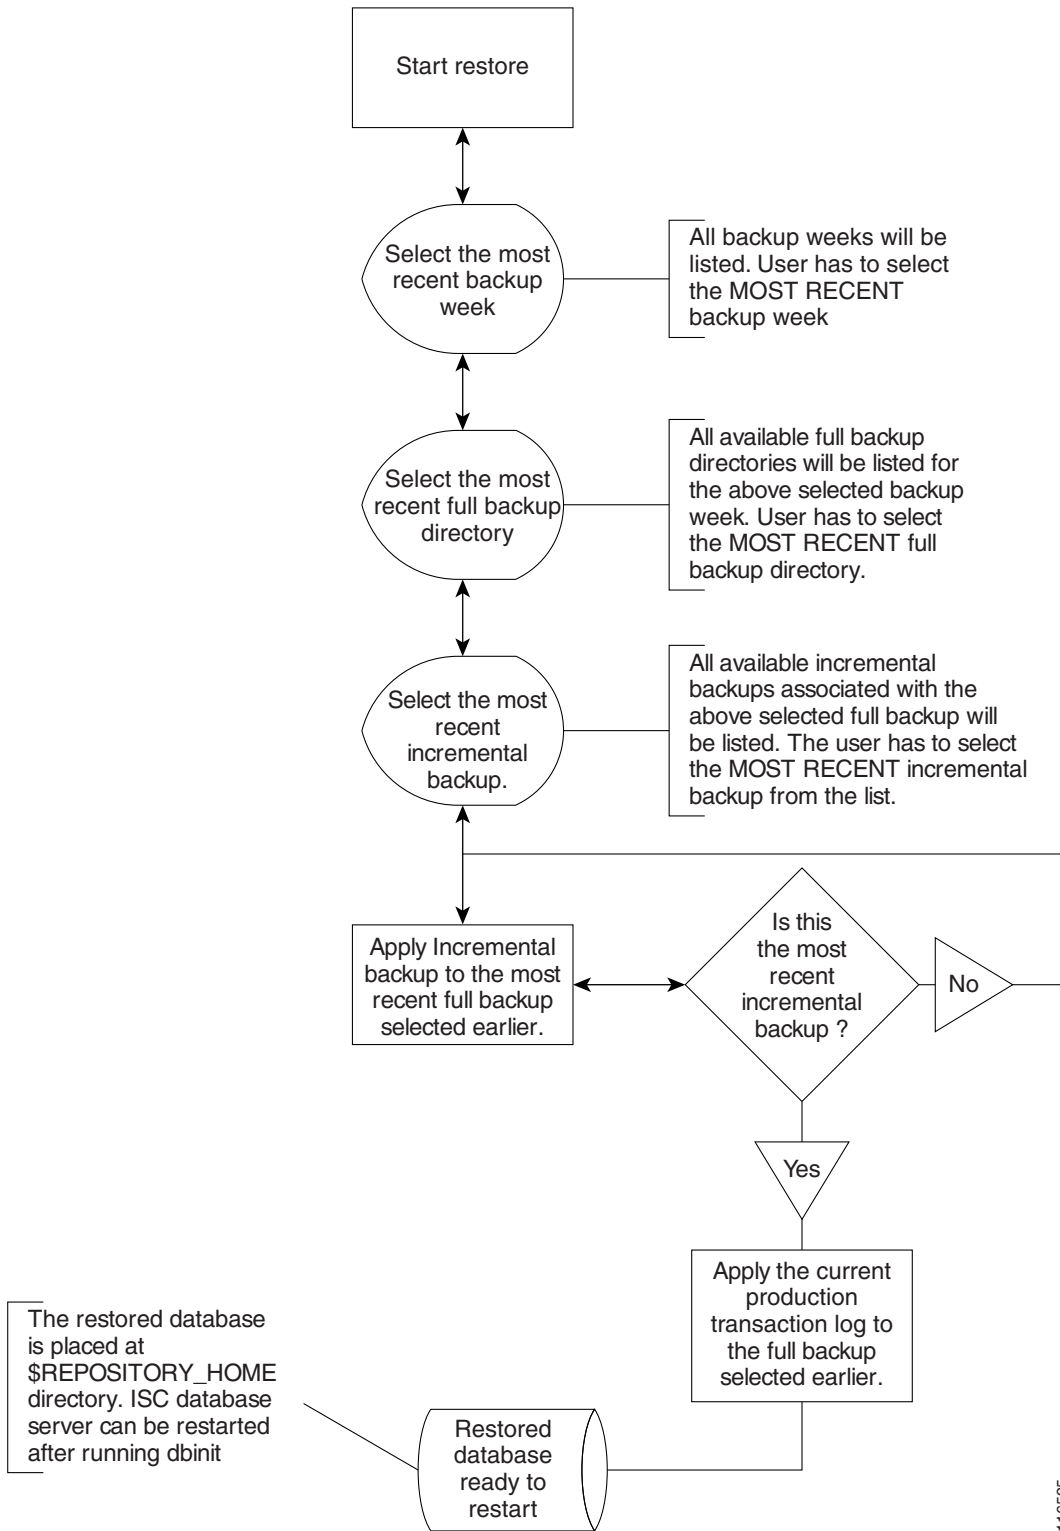 Start restore
Select the most
recent backup
week
All backup weeks will be
listed. User has to select
the MOST RECENT
backup week
Select the most
recent full backup
directory
All available full backup
directories will be listed for
the above selected backup
week. User has to select
the MOST RECENT full
backup directory.
Select the most
recent
incremental
backup.
All available incremental
backups associated with the
above selected full backup will
be listed. The user has to select
the MOST RECENT incremental
backup from the list.
Apply Incremental
backup to the most
recent full backup
selected earlier.
Is this
the most
recent
incremental
backup ?
No
Yes
Apply the current
production
transaction log to
the full backup
selected earlier.
The restored database
is placed at
$REPOSITORY_HOME
directory. ISC database
server can be restarted
after running dbinit
Restored
database
ready to
restart